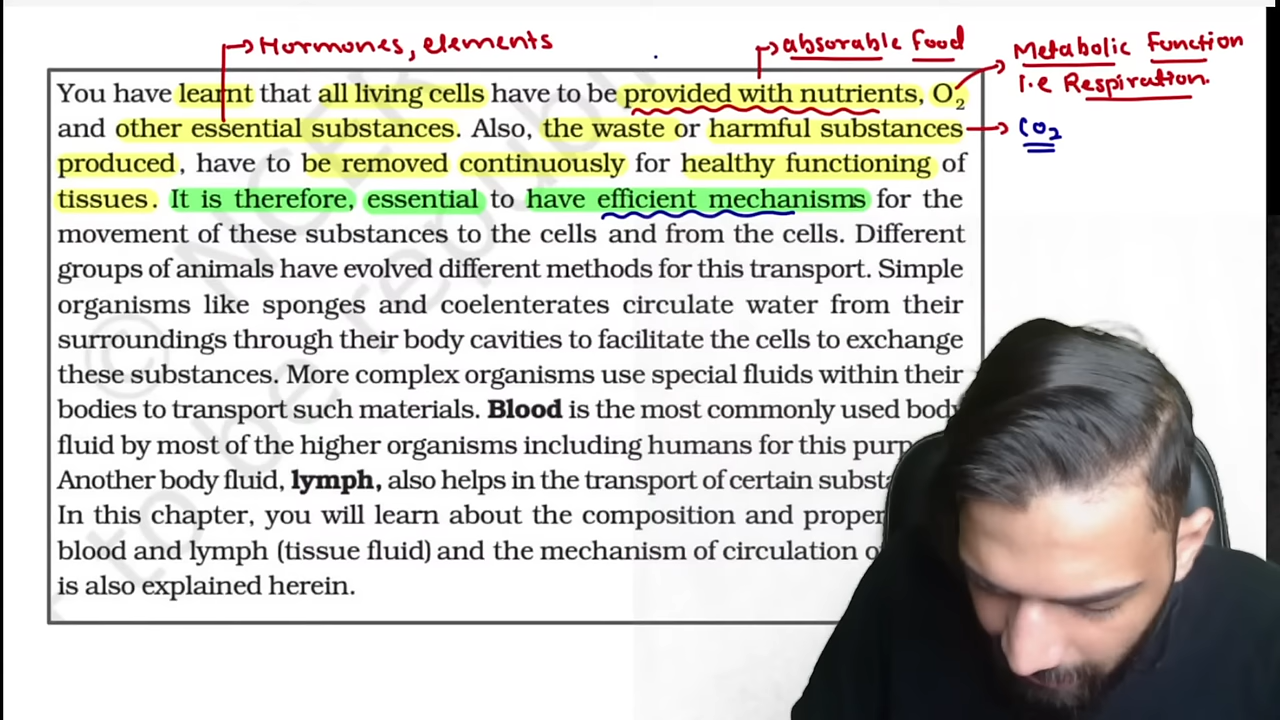 Hormones, elements
absorable food
Metabolic Function
i.e Respiration.
You have learnt that all living cells have to be provided with nutrients, O2
and other essential substances. Also, the waste or harmful substances
CO2
produced, have to be removed continuously for healthy functioning of
tissues. It is therefore, essential to have efficient mechanisms for the
movement of these substances to the cells and from the cells. Different
groups of animals have evolved different methods for this transport. Simple
organisms like sponges and coelenterates circulate water from their
surroundings through their body cavities to facilitate the cells to exchange
these substances. More complex organisms use special fluids within their
bodies to transport such materials. Blood is the most commonly used body
fluid by most of the higher organisms including humans for this
Another body fluid, lymph, also helps in the transport of certain
In this chapter, you will learn about the composition and
blood and lymph (tissue fluid) and the mechanism of circulation
is also explained herein.